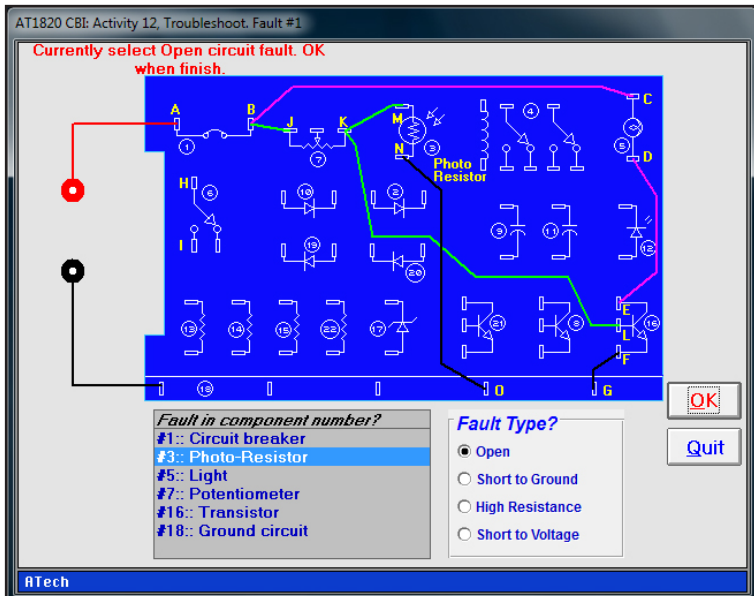 AT1820 CBI: Activity 12, Troubleshoot. Fault #1
Currently select Open circuit fault. OK
when finish.
A
B
C
J
K
M
4
1
7
3
5
N
D
Photo
Resistor
H
6
10
2
I
9
11
12
19
20
E
13
14
15
22
17
21
8
L
16
F
18
O
G
OK
Quit
Fault in component number?
#1:: Circuit breaker
#3:: Photo-Resistor
#5:: Light
#7:: Potentiometer
#16:: Transistor
#18:: Ground circuit
Fault Type?
Open
Short to Ground
High Resistance
Short to Voltage
ATech